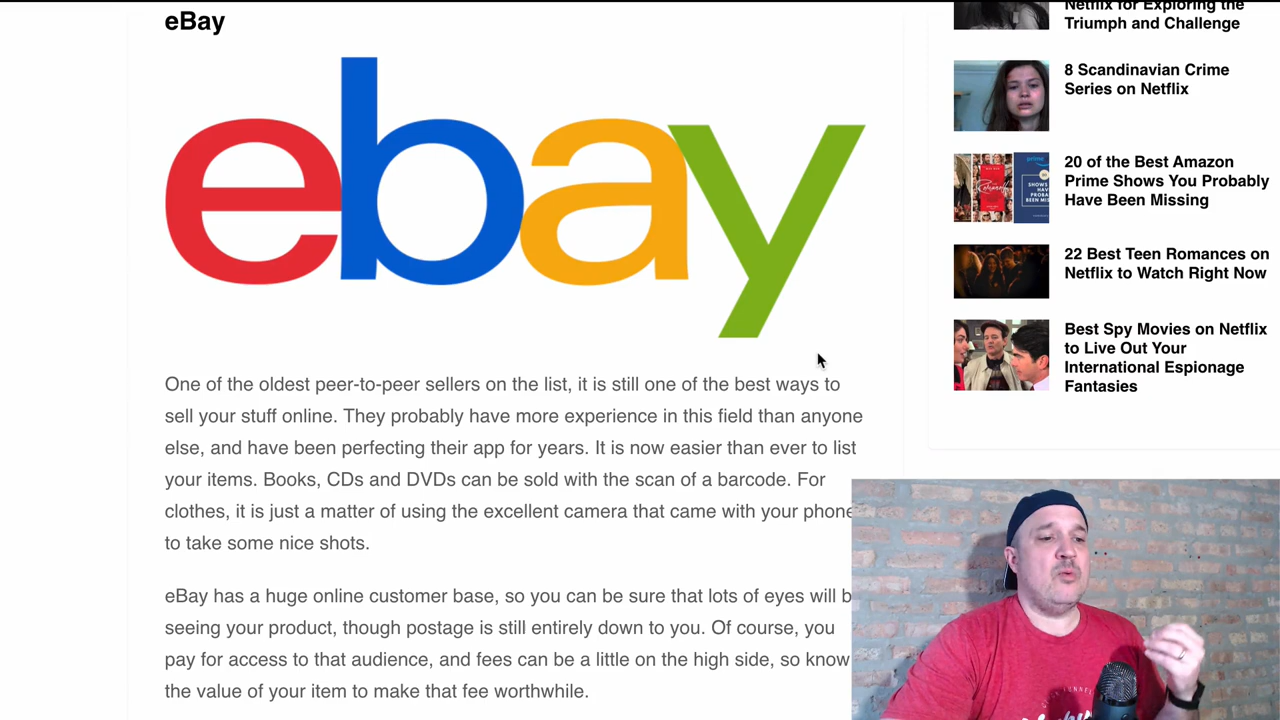 eBay
ebay
One of the oldest peer-to-peer sellers on the list, it is still one of the best ways to
sell your stuff online. They probably have more experience in this field than anyone
else, and have been perfecting their app for years. It is now easier than ever to list
your items. Books, CDs and DVDs can be sold with the scan of a barcode. For
clothes, it is just a matter of using the excellent camera that came with your phone
to take some nice shots.
eBay has a huge online customer base, so you can be sure that lots of eyes will b
seeing your product, though postage is still entirely down to you. Of course, you
pay for access to that audience, and fees can be a little on the high side, so know
the value of your item to make that fee worthwhile.
Netflix for Exploring the
Triumph and Challenge
8 Scandinavian Crime
Series on Netflix
20 of the Best Amazon
Prime Shows You Probably
Have Been Missing
22 Best Teen Romances on
Netflix to Watch Right Now
Best Spy Movies on Netflix
to Live Out Your
International Espionage
Fantasies